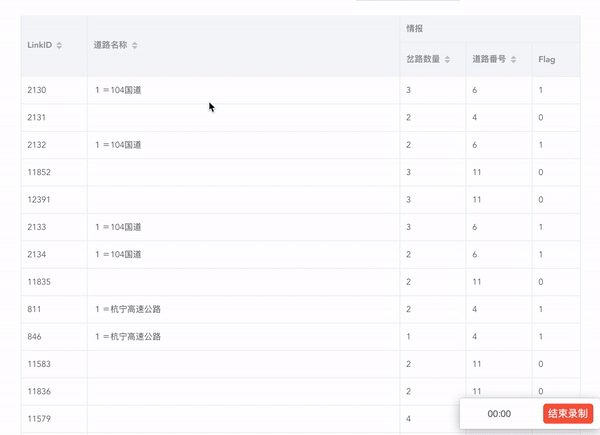 LinkID 道路名称 情报
岔路数量 道路番号 Flag
2130 1 ＝104国道 3 6 1
2131 2 4 0
2132 1 ＝104国道 2 6 1
11852 3 11 0
12391 3 11 0
2133 1 ＝104国道 3 6 1
2134 1 ＝104国道 2 6 1
11835 2 11 0
811 1 ＝杭宁高速公路 2 4 1
846 1 ＝杭宁高速公路 1 4 1
11583 2 11 0
11836 2 11 0
11579 4
00:00 结束录制